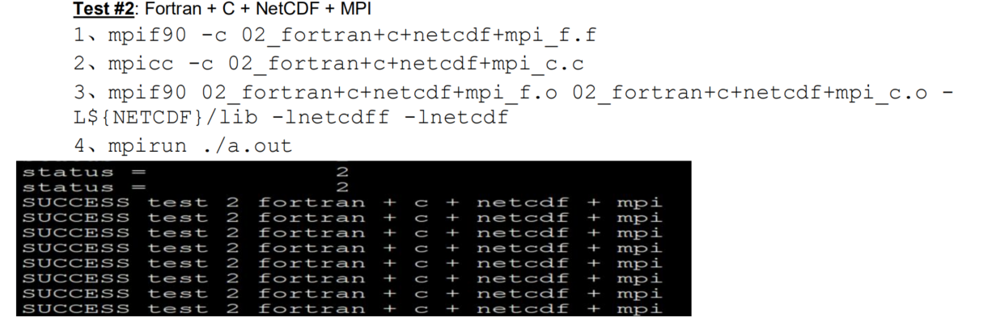 Test #2: Fortran + C + NetCDF + MPI
1、mpif90 -c 02_fortran+c+netcdf+mpi_f.f
2、mpicc -c 02_fortran+c+netcdf+mpi_c.c
3、mpif90 02_fortran+c+netcdf+mpi_f.o 02_fortran+c+netcdf+mpi_c.o -
L${NETCDF}/lib -lnetcdff -lnetcdf
4、mpirun ./a.out
status = 2
status = 2
SUCCESS test 2 fortran + c + netcdf + mpi
SUCCESS test 2 fortran + c + netcdf + mpi
SUCCESS test 2 fortran + c + netcdf + mpi
SUCCESS test 2 fortran + c + netcdf + mpi
SUCCESS test 2 fortran + c + netcdf + mpi
SUCCESS test 2 fortran + c + netcdf + mpi
SUCCESS test 2 fortran + c + netcdf + mpi
SUCCESS test 2 fortran + c + netcdf + mpi